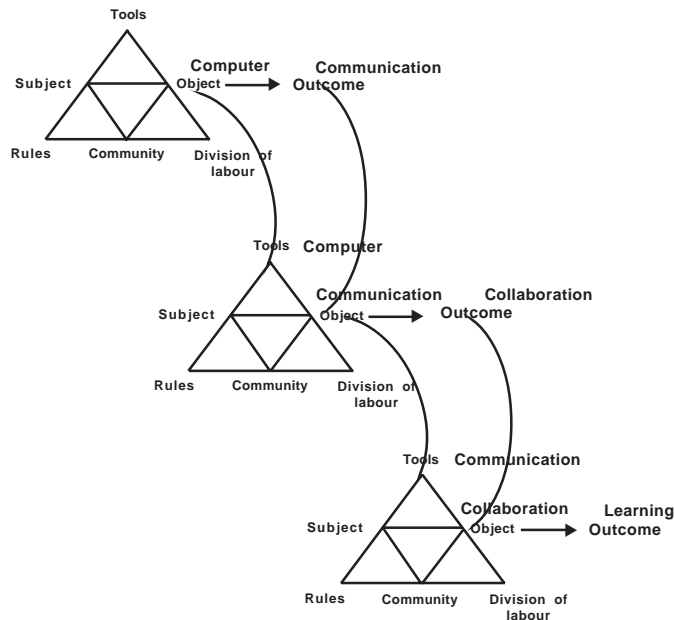 Tools
Computer Communication
Subject Object Outcome
Rules Community Division of
labour
Tools Computer
Communication Collaboration
Subject Object Outcome
Rules Community Division of
labour
Tools Communication
Collaboration Learning
Subject Object Outcome
Rules Community Division of
labour